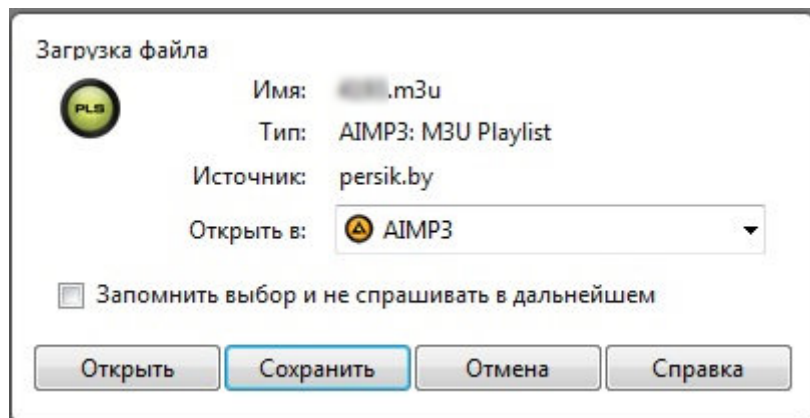 Загрузка файла
PLS
Имя: .m3u
Тип: AIMP3: M3U Playlist
Источник: persik.by
Открыть в: AIMP3
Запомнить выбор и не спрашивать в дальнейшем
Открыть Сохранить Отмена Справка